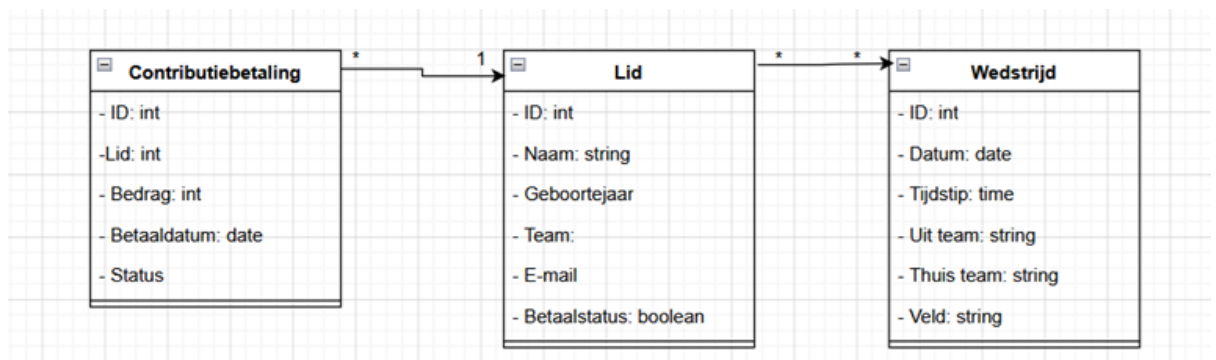 * 1 * *
Contributiebetaling
- ID: int
-Lid: int
- Bedrag: int
- Betaaldatum: date
- Status
Lid
- ID: int
- Naam: string
- Geboortejaar
- Team:
- E-mail
- Betaalstatus: boolean
Wedstrijd
- ID: int
- Datum: date
- Tijdstip: time
- Uit team: string
- Thuis team: string
- Veld: string